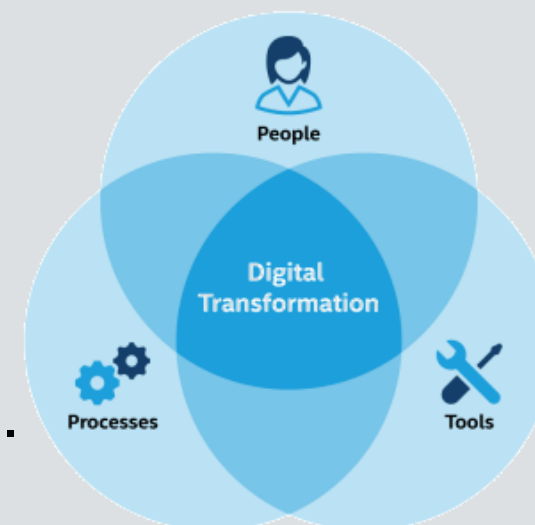 People
Digital
Transformation
Processes
Tools